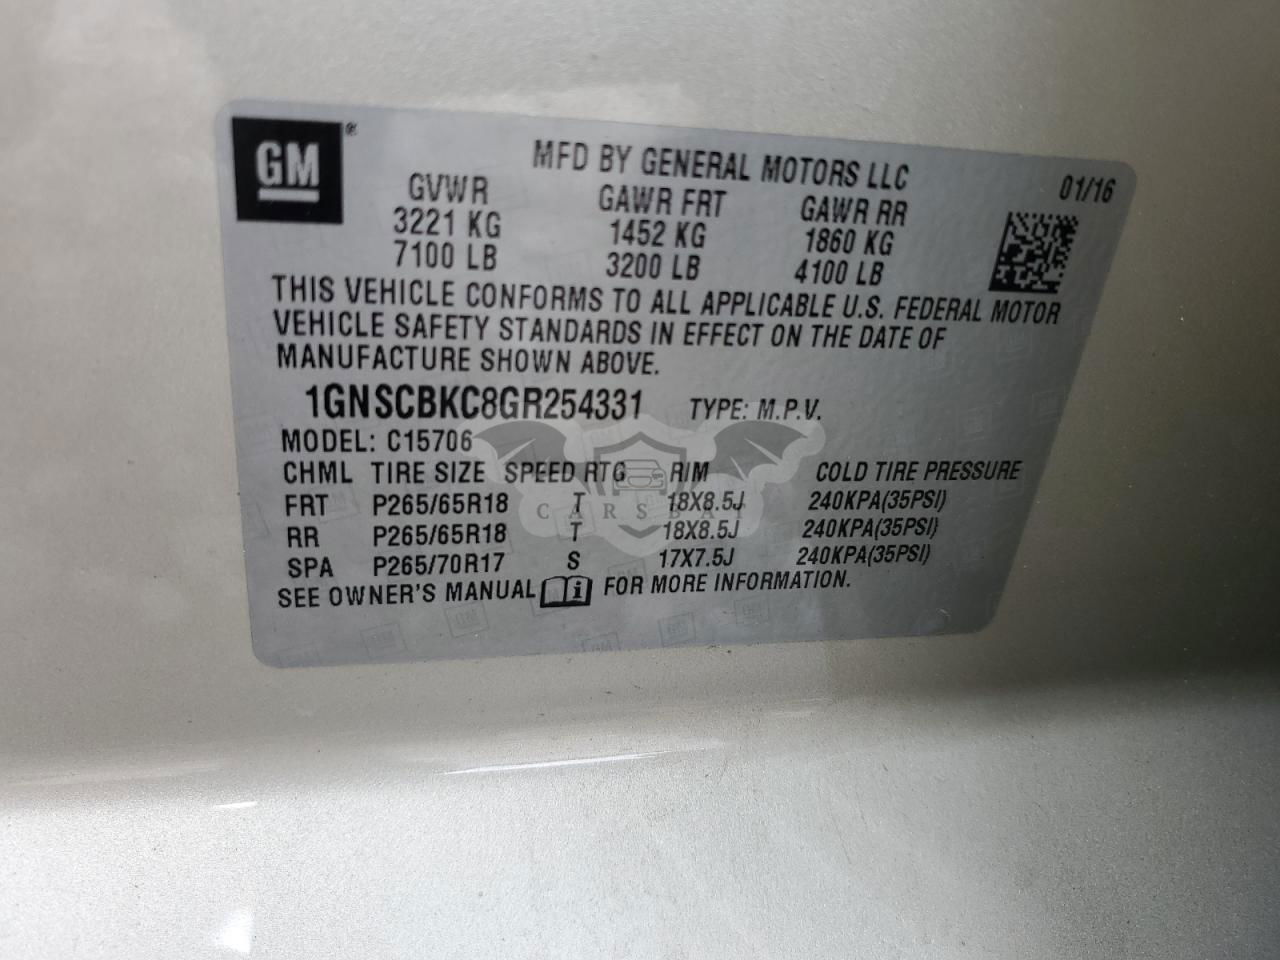 GM®
MFD BY GENERAL MOTORS LLC
01/16
GVWR GAWR FRT GAWR RR
3221 KG 1452 KG 1860 KG
7100 LB 3200 LB 4100 LB
THIS VEHICLE CONFORMS TO ALL APPLICABLE U.S. FEDERAL MOTOR
VEHICLE SAFETY STANDARDS IN EFFECT ON THE DATE OF
MANUFACTURE SHOWN ABOVE.
1GNSCBKC8GR254331 TYPE: M.P.V.
MODEL: C15706
CHML TIRE SIZE SPEED RTG RIM COLD TIRE PRESSURE
FRT P265/65R18 T 18X8.5J 240KPA(35PSI)
RR P265/65R18 T 18X8.5J 240KPA(35PSI)
SPA P265/70R17 S 17X7.5J 240KPA(35PSI)
SEE OWNER'S MANUAL i FOR MORE INFORMATION.
CARSBAT